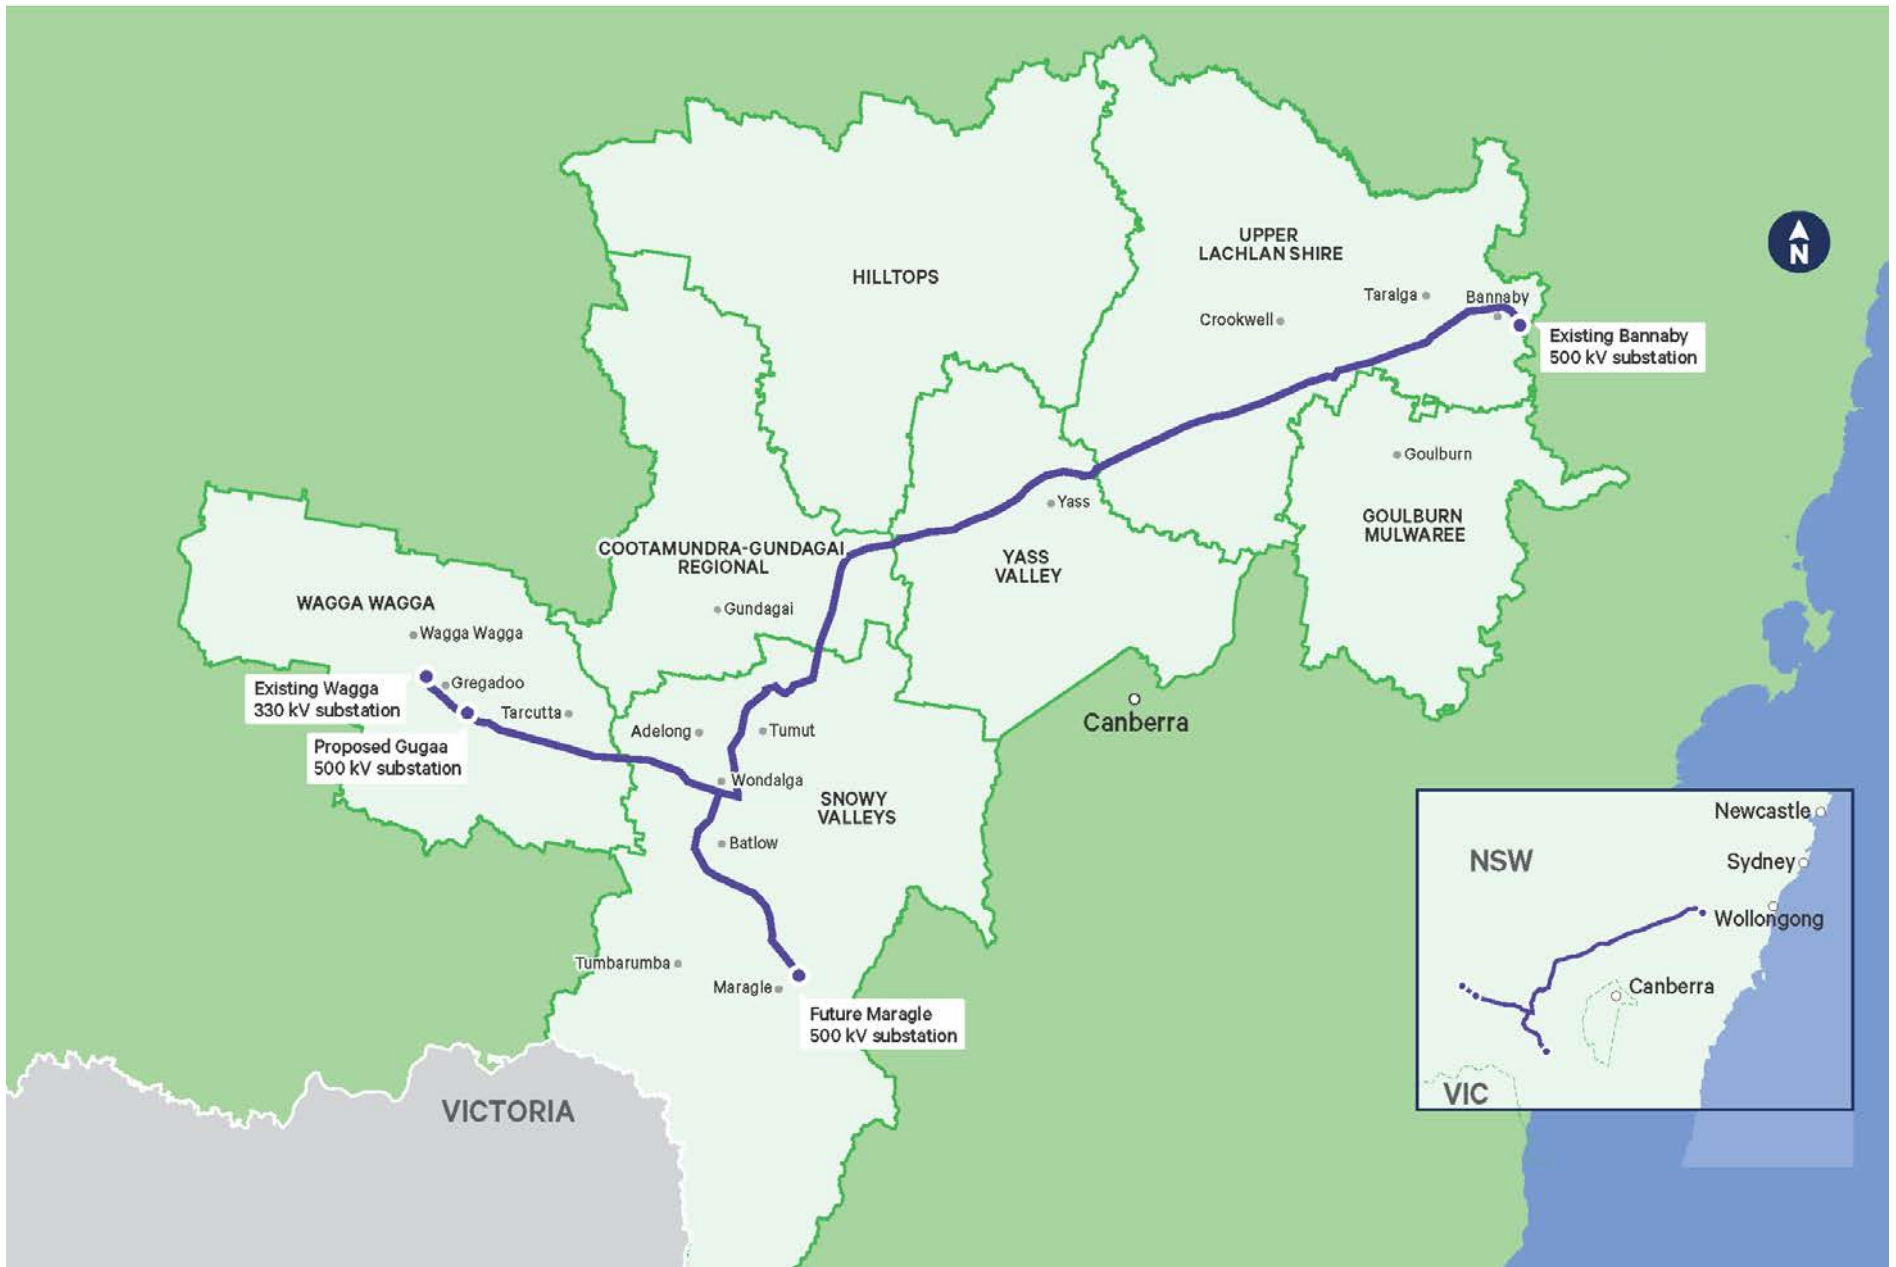 UPPER
LACHLAN SHIRE
HILLTOPS
Taralga
Bannaby
Crookwell
Existing Bannaby
500 kV substation
N
Goulburn
GOULBURN
MULWAREE
Yass
YASS
VALLEY
COOTAMUNDRA-GUNDAGAI
REGIONAL
Gundagai
WAGGA WAGGA
Wagga Wagga
Gregadoo
Existing Wagga
330 kV substation
Tarcutta
Proposed Gugaa
500 kV substation
Adelong
Tumut
Canberra
Wondalga
SNOWY
VALLEYS
Batlow
Tumbarumba
Maragle
Future Maragle
500 kV substation
VICTORIA
Newcastle
NSW
Sydney
Wollongong
Canberra
VIC